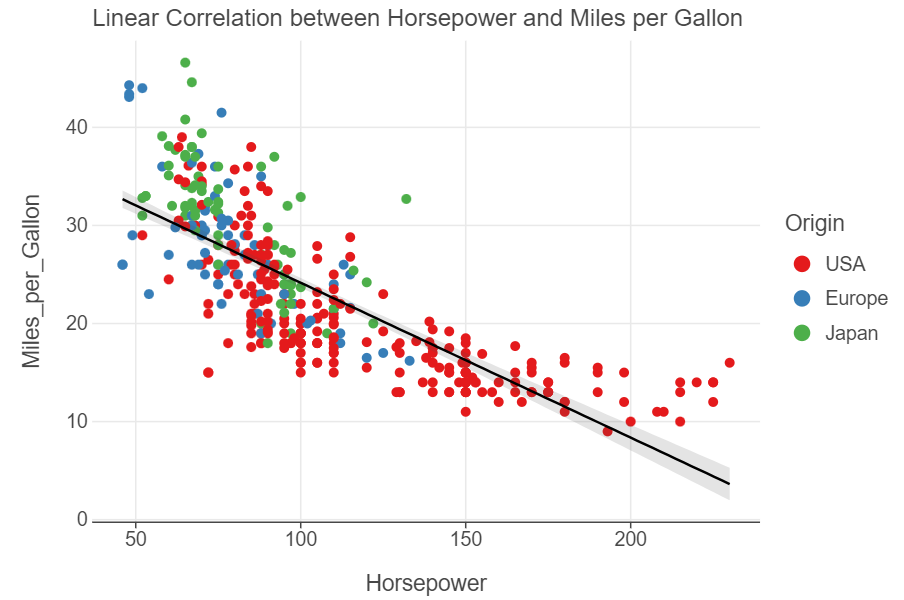 Linear Correlation between Horsepower and Miles per Gallon
Miles_per_Gallon
40
30
20
10
0
50 100 150 200
Horsepower
Origin
USA
Europe
Japan